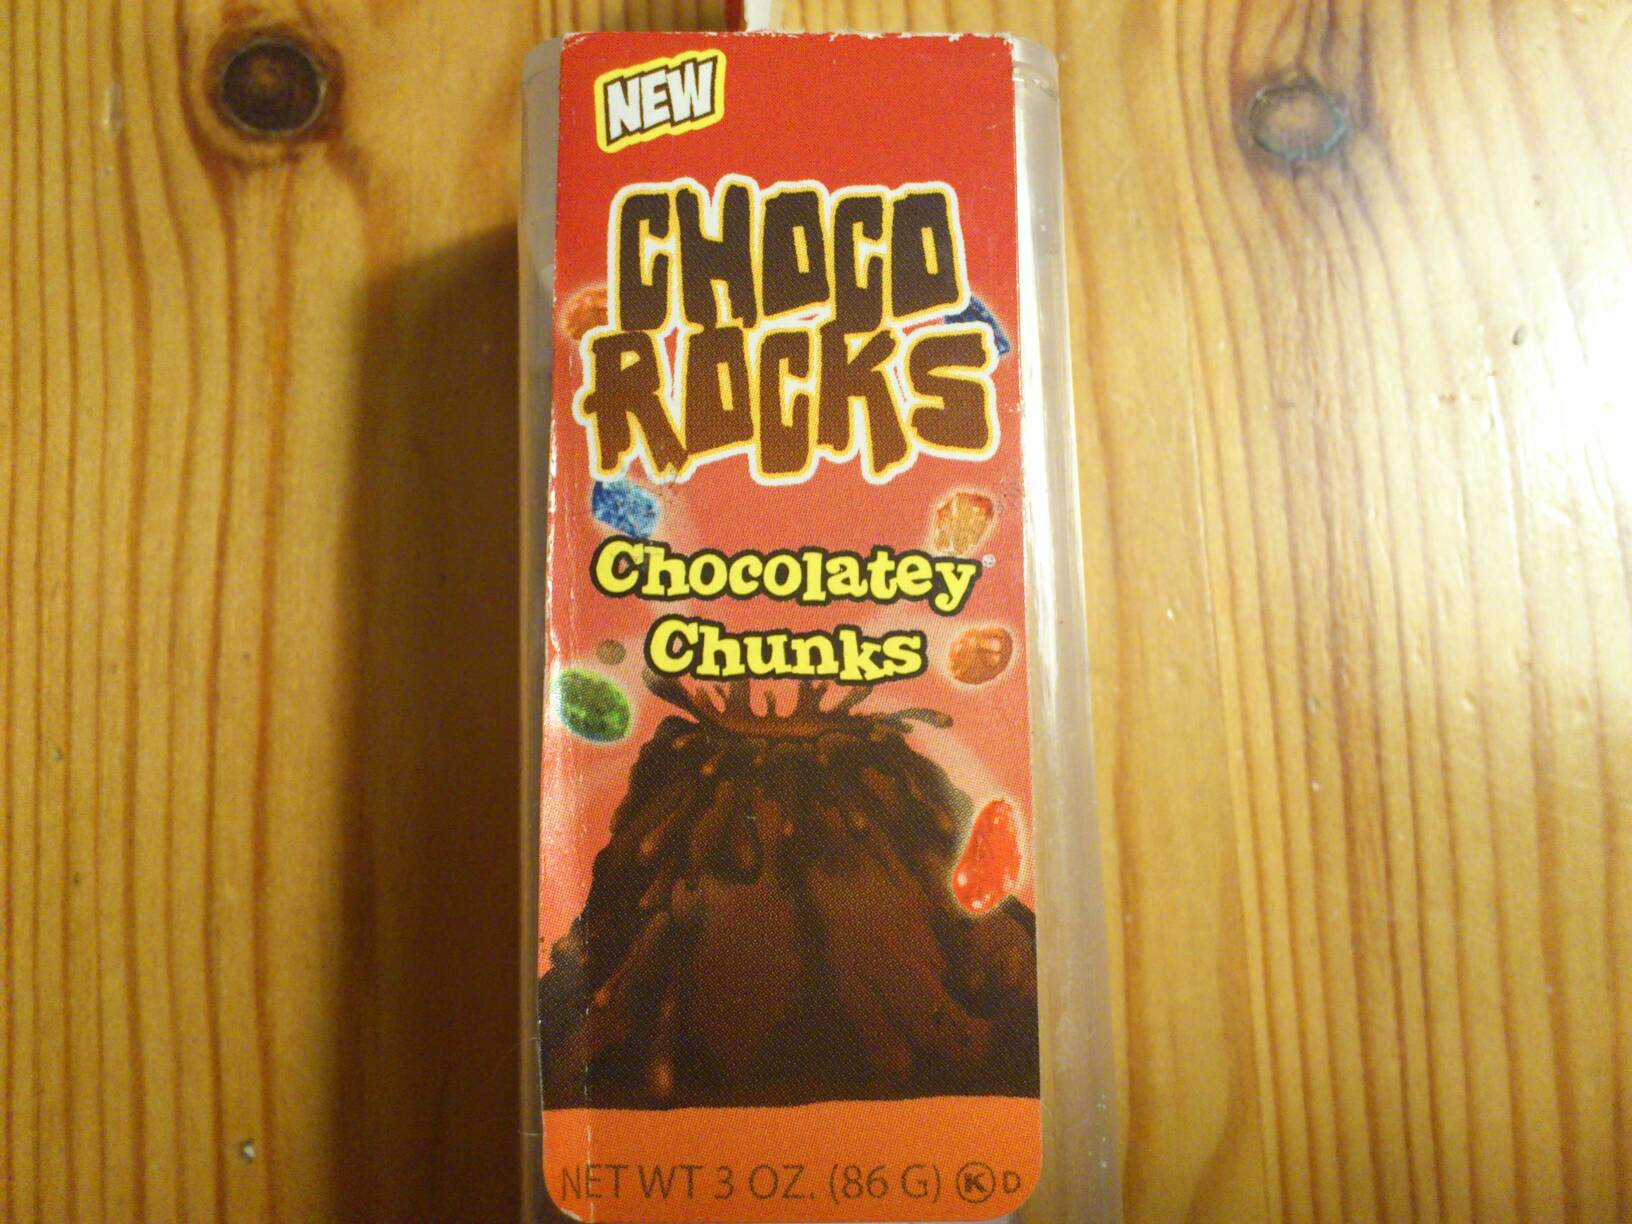 NEW
CHOCO
ROCKS
Chocolatey
Chunks
NET WT 3 OZ. (86 G) K D